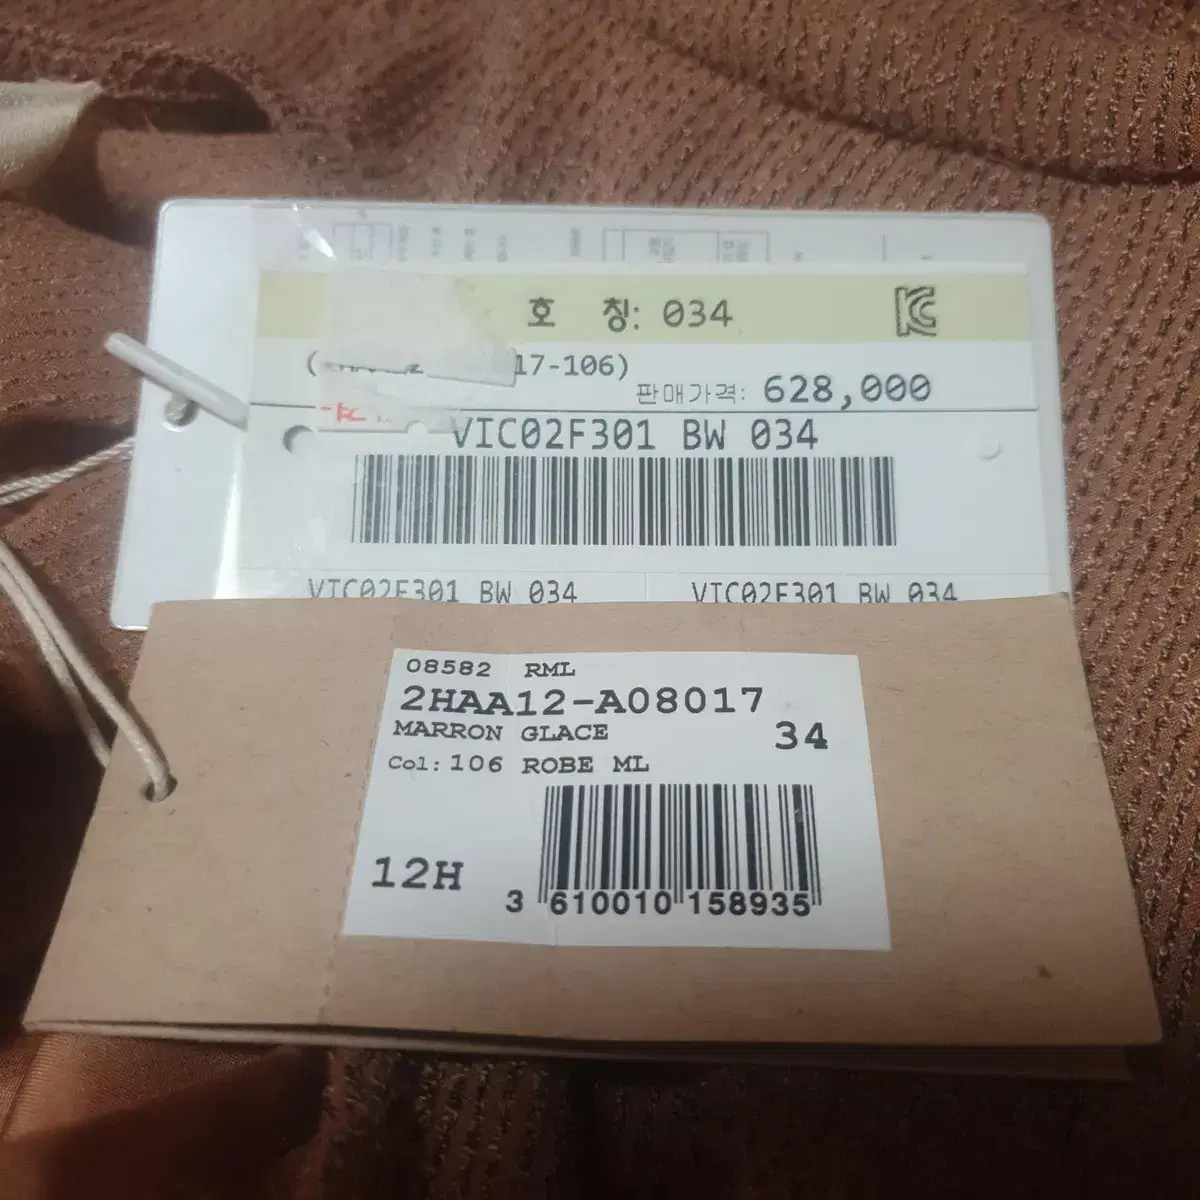 호 칭: 034
17-106)
판매가격: 628,000
VIC02F301 BW 034
VIC02F301 BW 034 VIC02F301 BW 034
08582 RML
2HAA12-A08017
MARRON GLACE 34
Col: 106 ROBE ML
12H
3 610010 158935